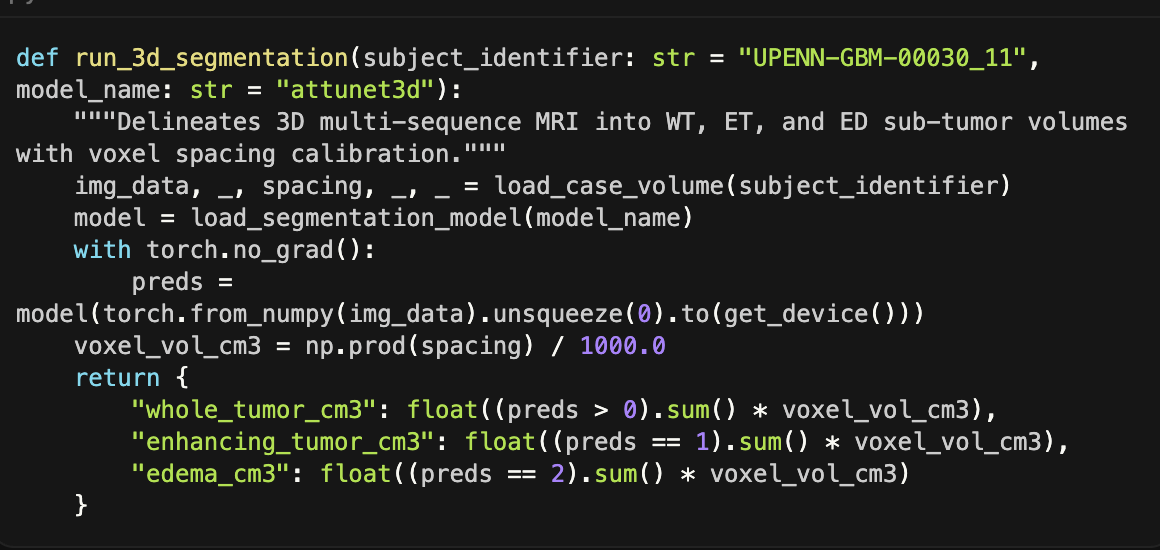 def run_3d_segmentation(subject_identifier: str = "UPENN-GBM-00030_11",
model_name: str = "attunet3d"):
    """Delineates 3D multi-sequence MRI into WT, ET, and ED sub-tumor volumes
with voxel spacing calibration."""
    img_data, _, spacing, _, _ = load_case_volume(subject_identifier)
    model = load_segmentation_model(model_name)
    with torch.no_grad():
        preds =
model(torch.from_numpy(img_data).unsqueeze(0).to(get_device()))
    voxel_vol_cm3 = np.prod(spacing) / 1000.0
    return {
        "whole_tumor_cm3": float((preds > 0).sum() * voxel_vol_cm3),
        "enhancing_tumor_cm3": float((preds == 1).sum() * voxel_vol_cm3),
        "edema_cm3": float((preds == 2).sum() * voxel_vol_cm3)
    }